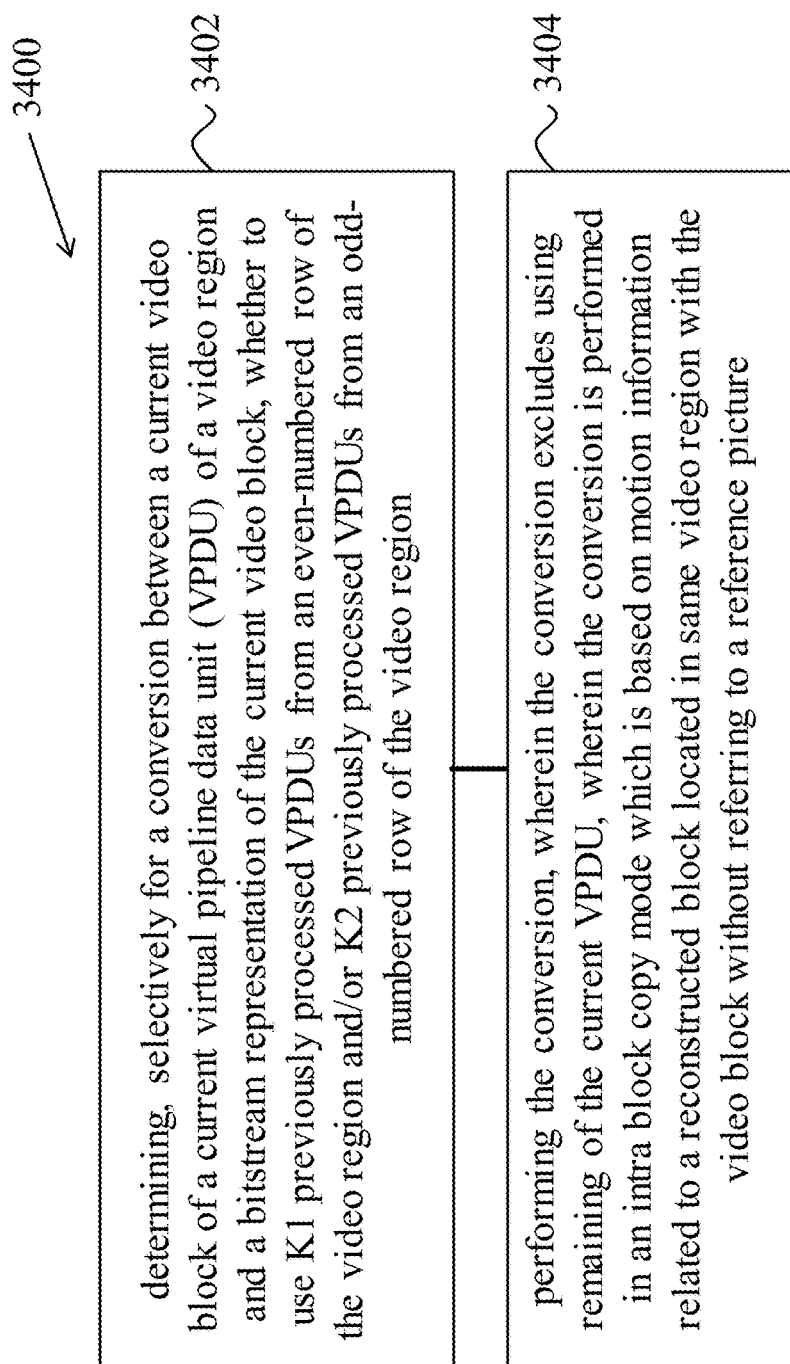 3400
determining, selectively for a conversion between a current video
block of a current virtual pipeline data unit (VPDU) of a video region
and a bitstream representation of the current video block, whether to
use K1 previously processed VPDUs from an even-numbered row of
the video region and/or K2 previously processed VPDUs from an odd-
numbered row of the video region
3402
performing the conversion, wherein the conversion excludes using
remaining of the current VPDU, wherein the conversion is performed
in an intra block copy mode which is based on motion information
related to a reconstructed block located in same video region with the
video block without referring to a reference picture
3404